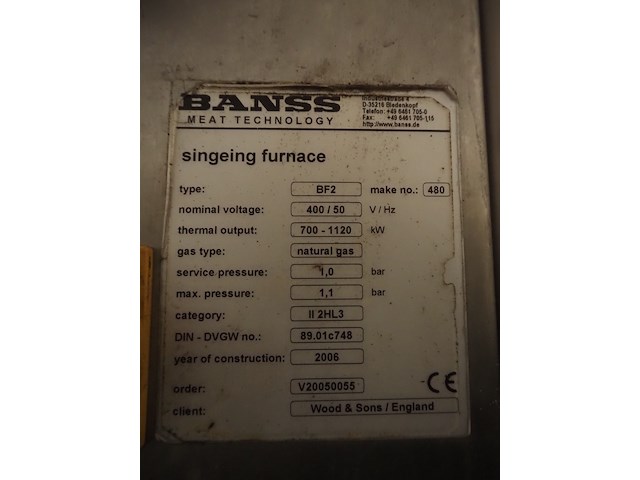 BANSS
MEAT TECHNOLOGY
Industriestraße 4
D-35216 Biedenkopf
Telefon: +49 6461 705-0
Fax: +49 6461 705-115
http://www.banss.de
singeing furnace
type: BF2 make no.: 480
nominal voltage: 400 / 50 V / Hz
thermal output: 700 - 1120 kW
gas type: natural gas
service pressure: 1,0 bar
max. pressure: 1,1 bar
category: II 2HL3
DIN - DVGW no.: 89.01c748
year of construction: 2006
order: V20050055
CE
client: Wood & Sons / England